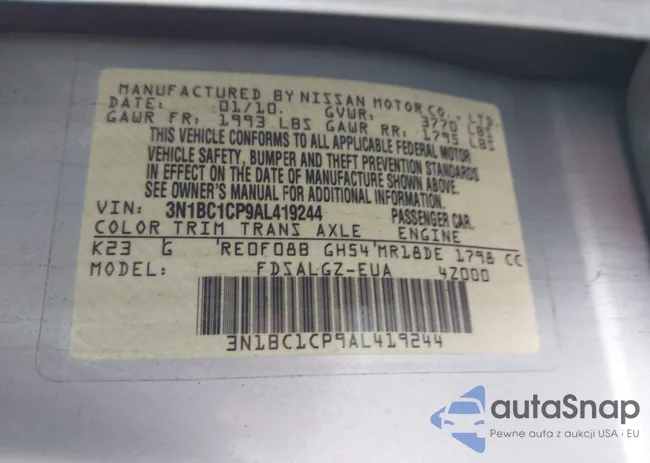 MANUFACTURED BY NISSAN MOTOR CO., LTD.
DATE: 01/10 GVWR: 3770 LBS
GAWR FR: 1993 LBS GAWR RR: 1795 LBS
THIS VEHICLE CONFORMS TO ALL APPLICABLE FEDERAL MOTOR
VEHICLE SAFETY, BUMPER AND THEFT PREVENTION STANDARDS
IN EFFECT ON THE DATE OF MANUFACTURE SHOWN ABOVE.
SEE OWNER'S MANUAL FOR ADDITIONAL INFORMATION.
VIN: 3N1BC1CP9AL419244 PASSENGER CAR.
COLOR TRIM TRANS AXLE ENGINE
K23 G RE0F08B GH54 MR18DE 1798 CC
MODEL: FDSALGZ-EUA 4Z000
3N1BC1CP9AL419244
autaSnap
Pewne auta z aukcji USA i EU